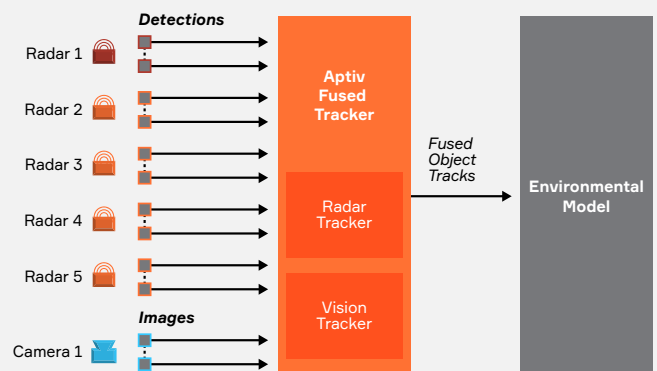 Detections
Radar 1
Radar 2
Radar 3
Radar 4
Radar 5
Images
Camera 1
Aptiv
Fused
Tracker
Radar
Tracker
Vision
Tracker
Fused
Object
Tracks
Environmental
Model